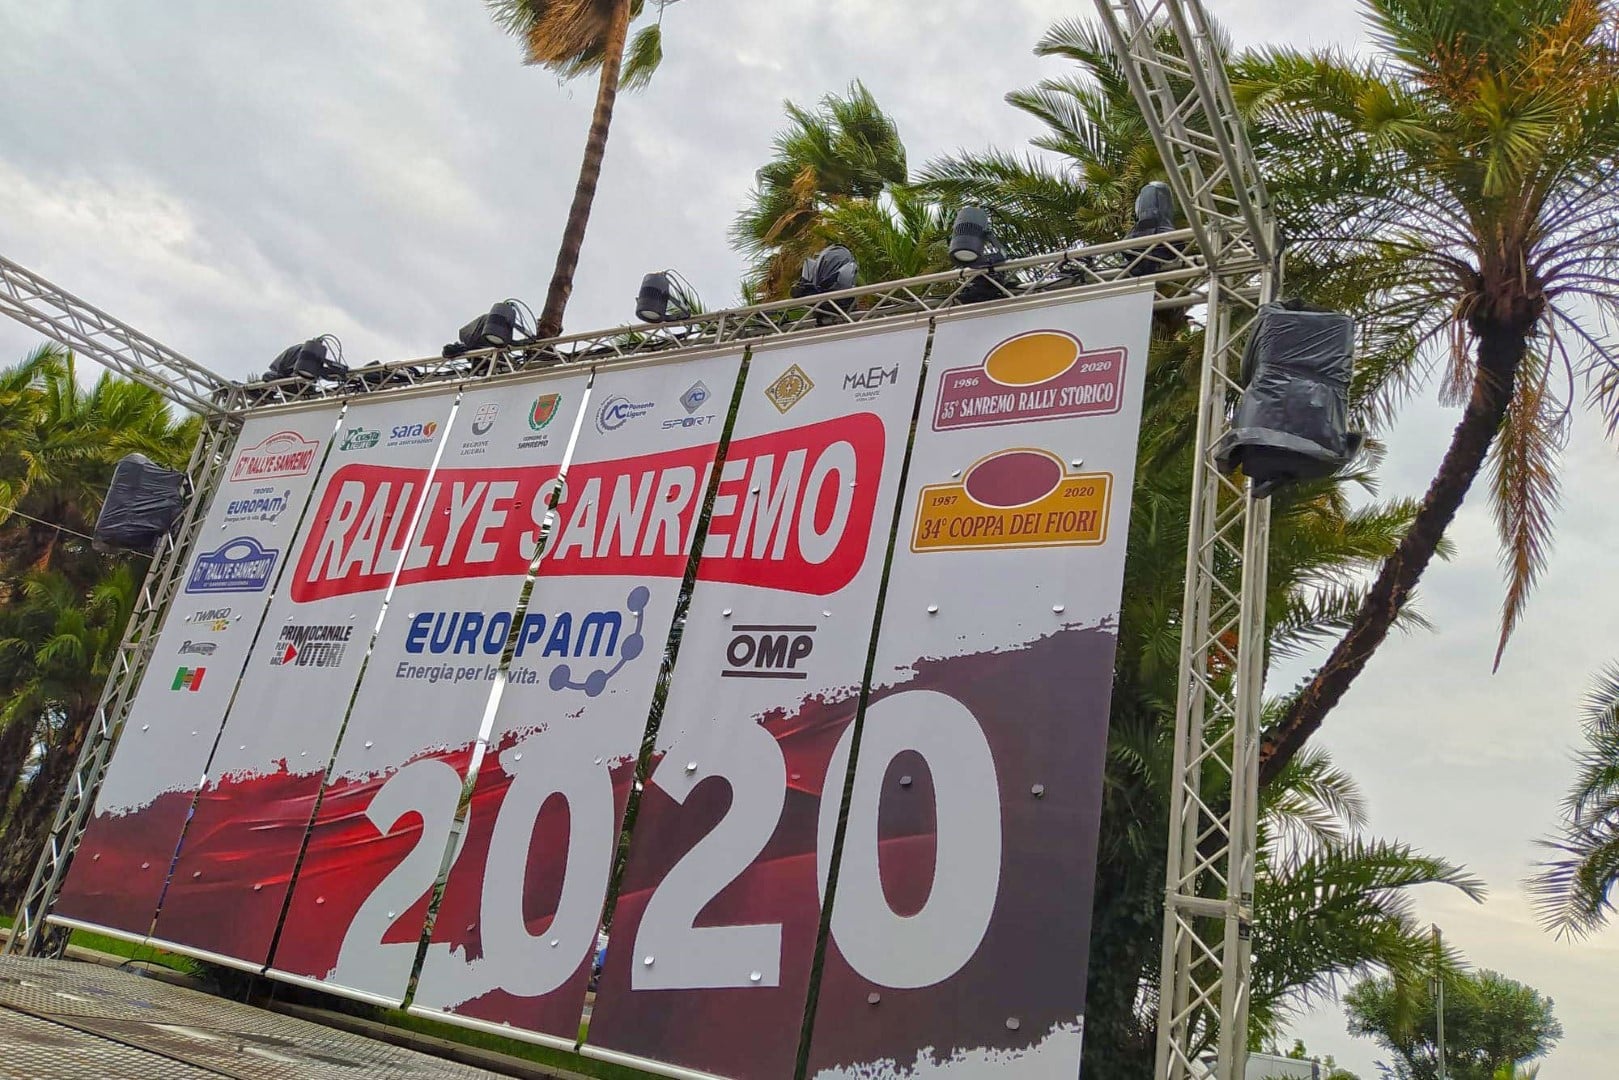 67° RALLYE SANREMO
TROFEO
EUROPAM
Energia per la vita.
67° RALLYE SANREMO
TWINGO
Costa
sara
assicurazioni
REGIONE
LIGURIA
COMUNE DI
SANREMO
AC Ponente
Ligure
ACI
SPORT
MAEMI
RALLYE SANREMO
PRIMOCANALE
MOTORI
EUROPAM
Energia per la vita.
OMP
1986 2020
35° SANREMO RALLY STORICO
1987 2020
34° COPPA DEI FIORI
2020